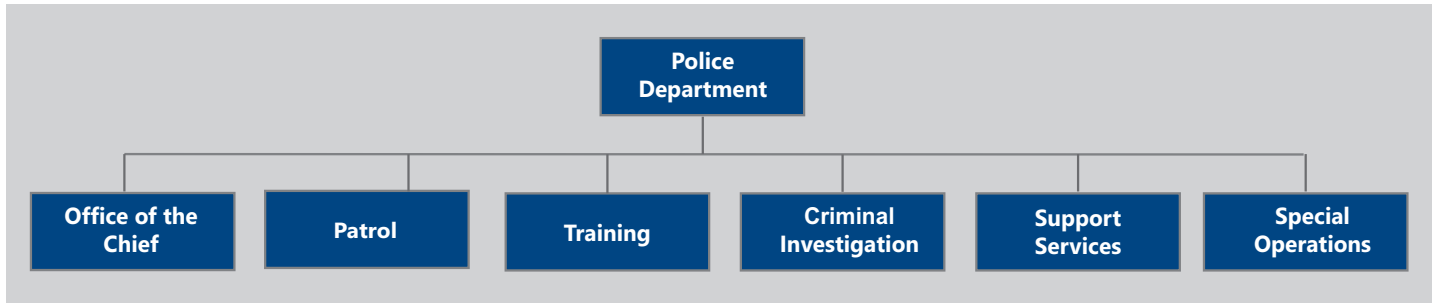 Police
Department
Office of the
Chief
Patrol
Training
Criminal
Investigation
Support
Services
Special
Operations